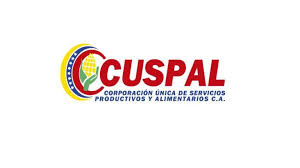 CUSPAL
CORPORACIÓN ÚNICA DE SERVICIOS
PRODUCTIVOS Y ALIMENTARIOS C.A.